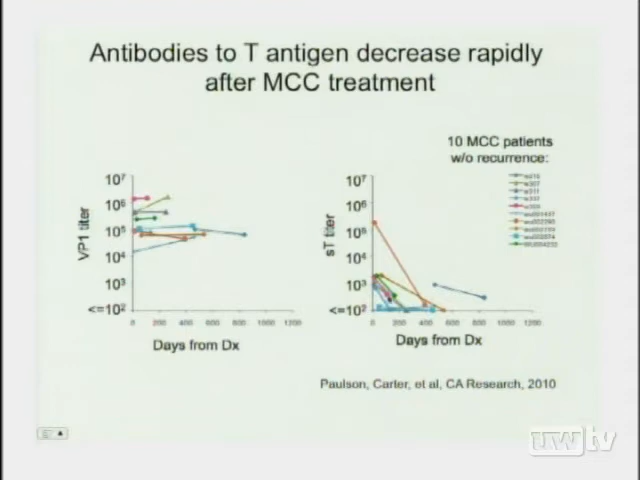 Antibodies to T antigen decrease rapidly
after MCC treatment
10 MCC patients
w/o recurrence:
VP1 titer
10⁷
10⁶
10⁵
10⁴
10³
<=10²
0 200 400 600 800 1000 1200
Days from Dx
sT titer
10⁷
10⁶
10⁵
10⁴
10³
<=10²
0 200 400 600 800 1000 1200
Days from Dx
Paulson, Carter, et al, CA Research, 2010
uwtv